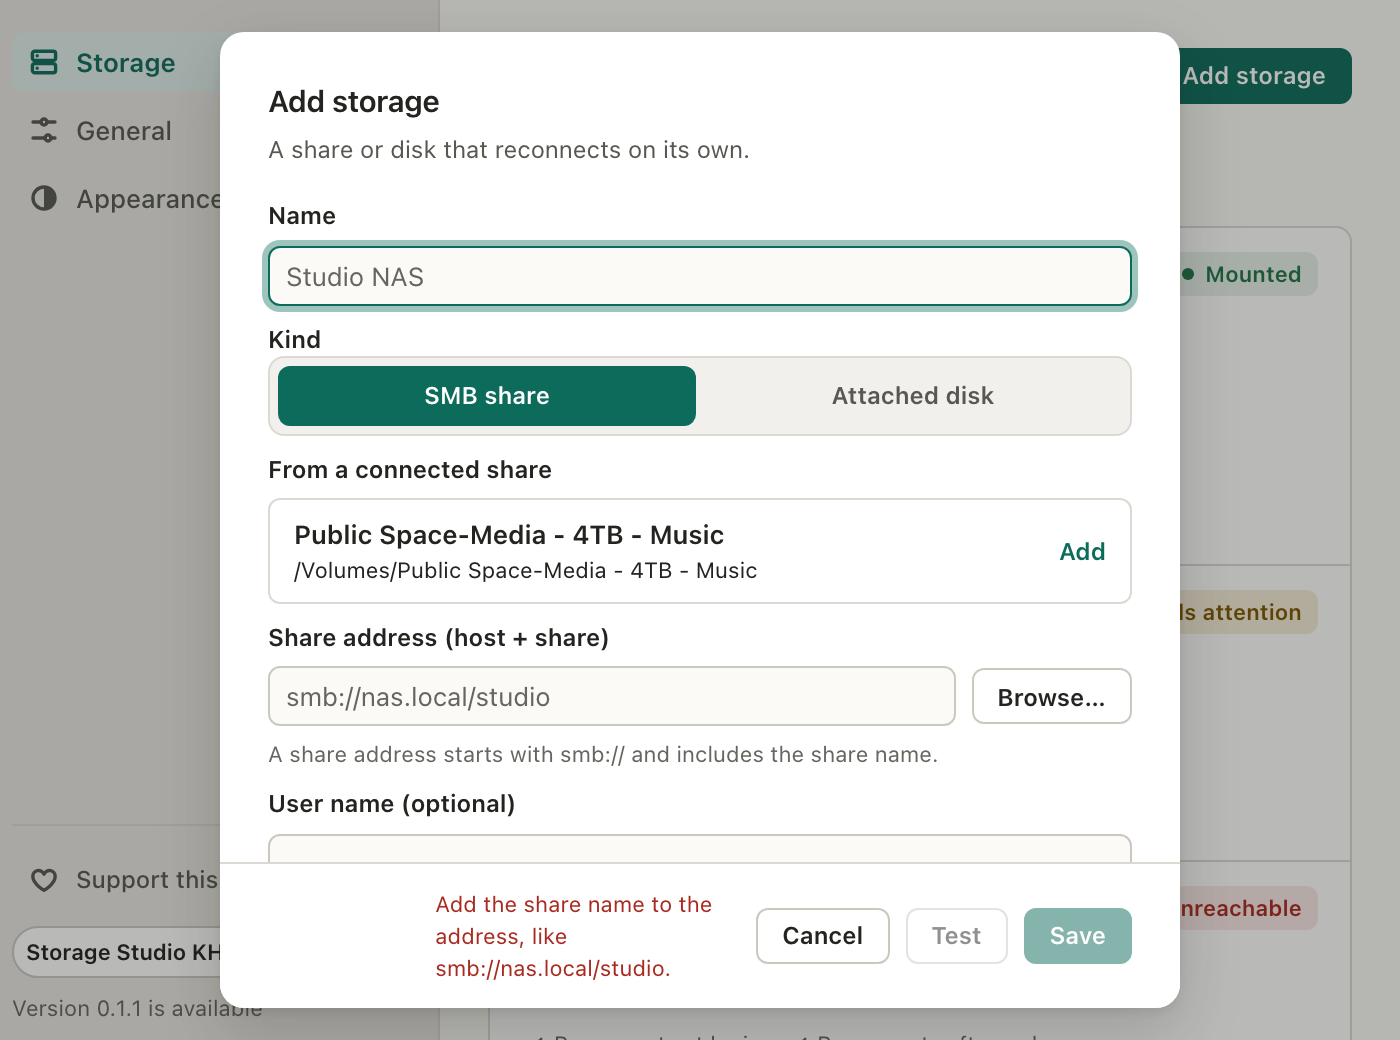 Storage
General
Appearance
Support this
Storage Studio KH
Version 0.1.1 is available
Add storage
Mounted
attention
Add storage
A share or disk that reconnects on its own.
Name
Studio NAS
Kind
SMB share
Attached disk
From a connected share
Public Space-Media - 4TB - Music
/Volumes/Public Space-Media - 4TB - Music
Add
Share address (host + share)
smb://nas.local/studio
Browse...
A share address starts with smb:// and includes the share name.
User name (optional)
Add the share name to the
address, like
smb://nas.local/studio.
Cancel
Test
Save